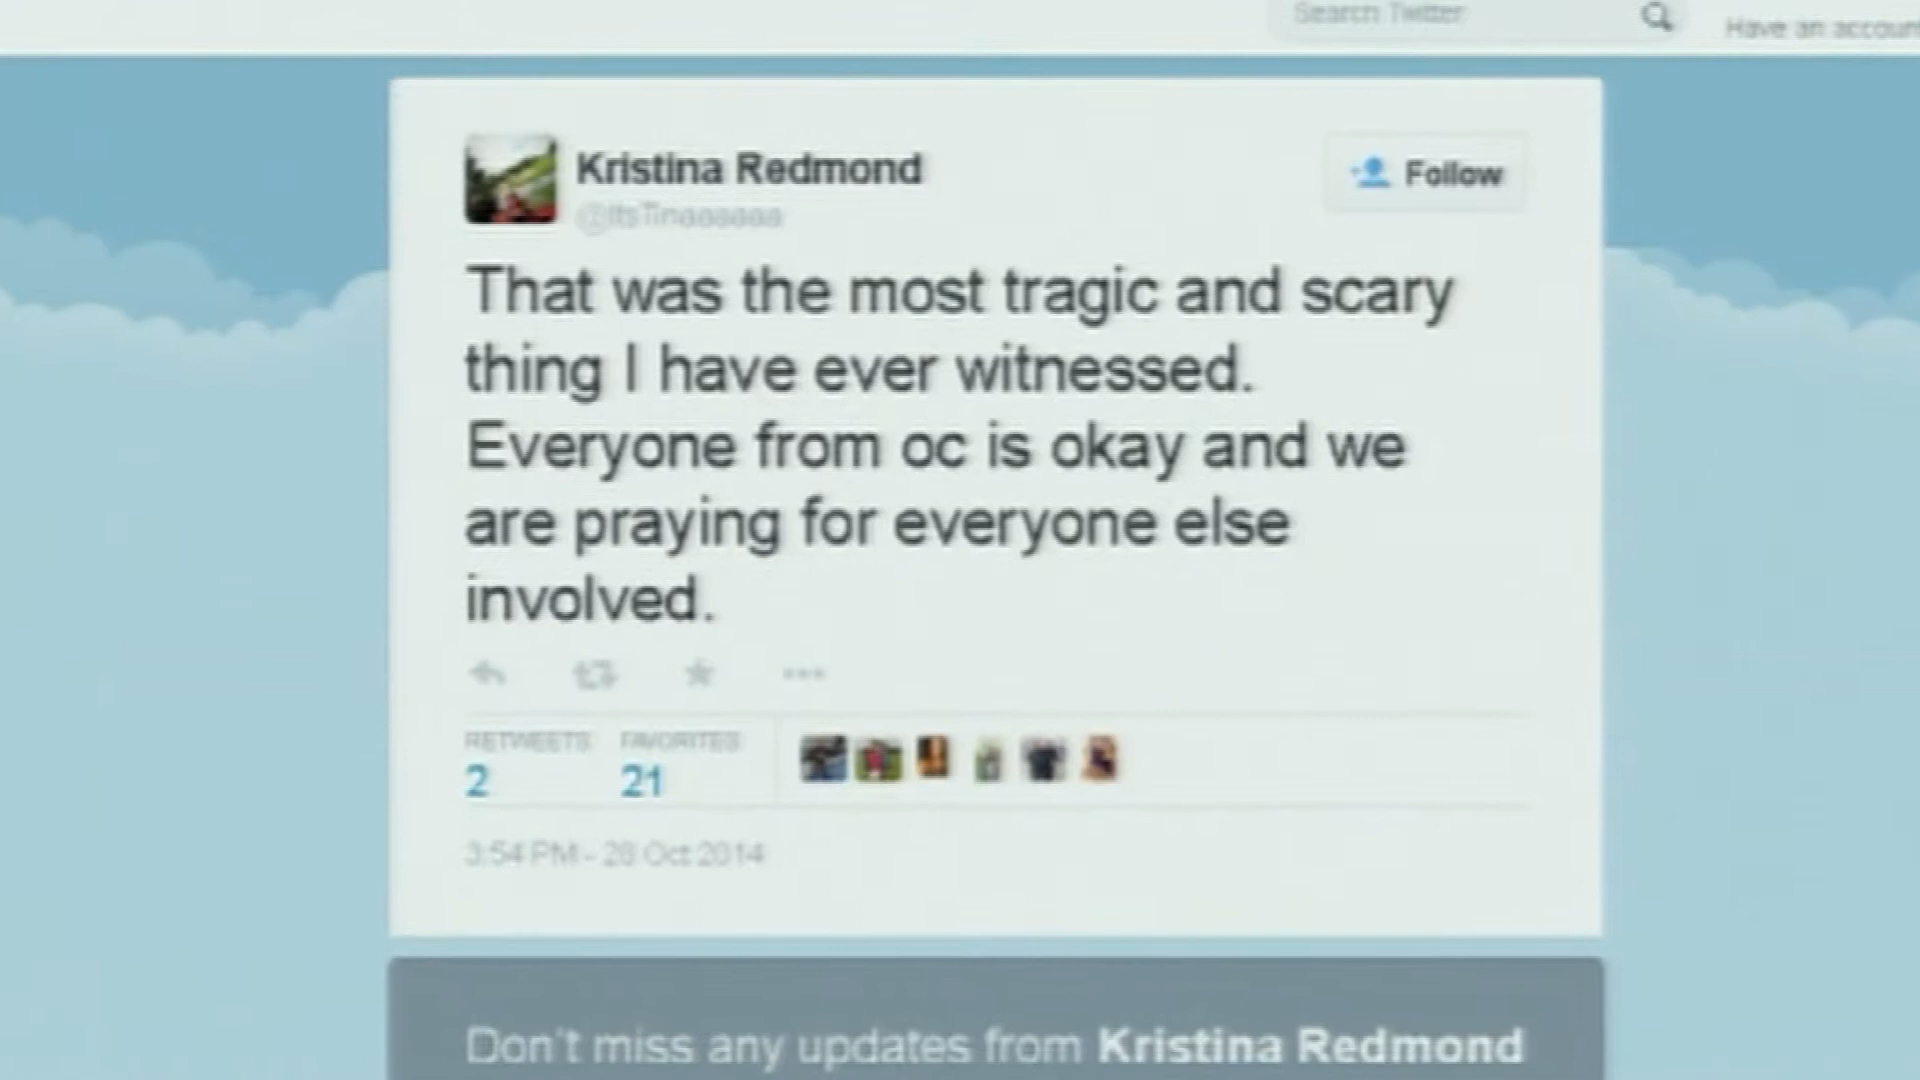 Search Twitter
Have an accoun
Kristina Redmond
Follow
@ItsTinaaaaaa
That was the most tragic and scary
thing I have ever witnessed.
Everyone from oc is okay and we
are praying for everyone else
involved.
RETWEETS FAVORITES
2 21
3:54 PM - 28 Oct 2014
Don't miss any updates from Kristina Redmond